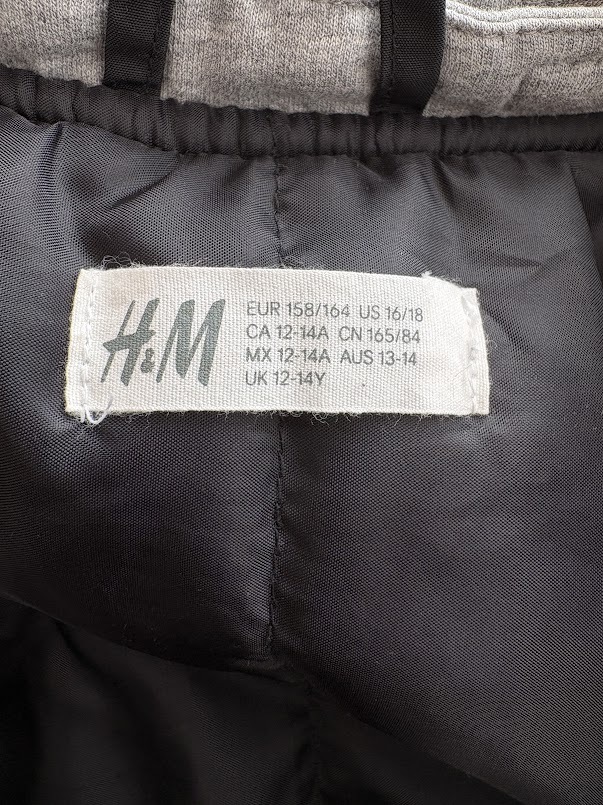 H&M
EUR 158/164 US 16/18
CA 12-14A CN 165/84
MX 12-14A AUS 13-14
UK 12-14Y